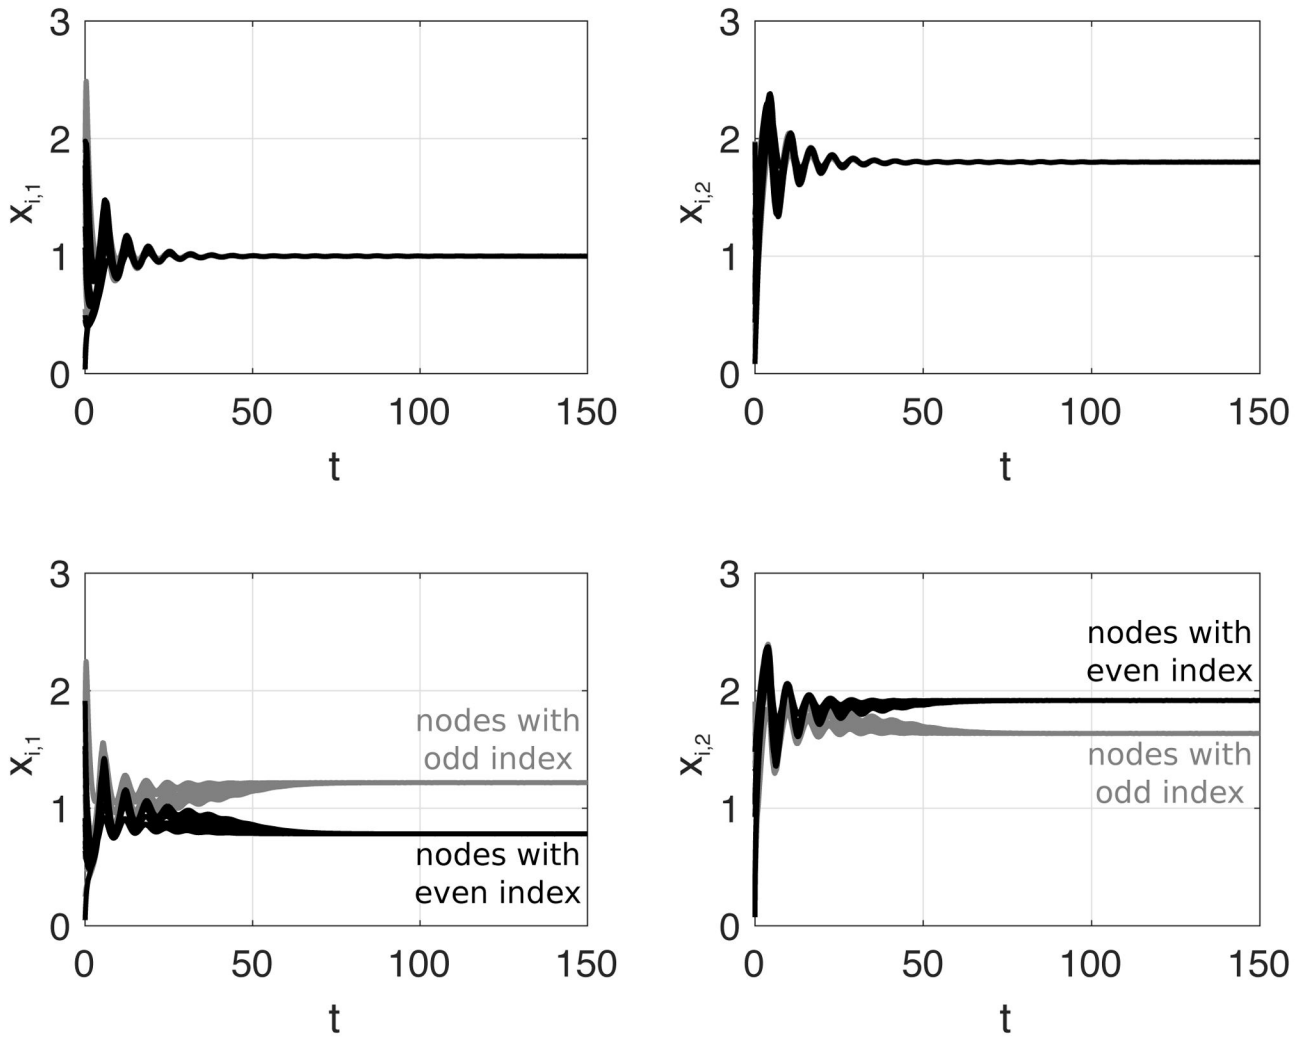 3
2
1
0
x_{i,1}
0 50 100 150
t
3
2
1
0
x_{i,2}
0 50 100 150
t
3
2
1
0
x_{i,1}
nodes with
odd index
nodes with
even index
0 50 100 150
t
3
2
1
0
x_{i,2}
nodes with
even index
nodes with
odd index
0 50 100 150
t